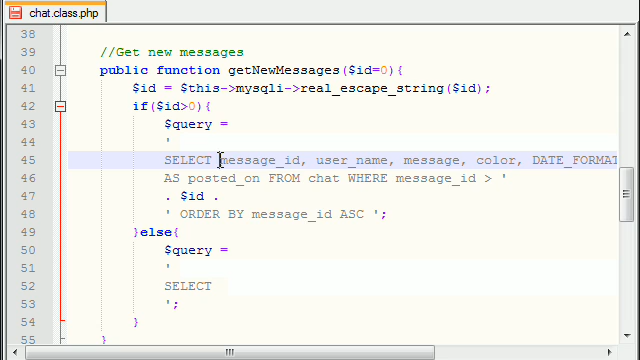 chat.class.php
38
39 //Get new messages
40 public function getNewMessages($id=0){
41 $id = $this->mysqli->real_escape_string($id);
42 if($id>0){
43 $query =
44 '
45 SELECT message_id, user_name, message, color, DATE_FORMAT
46 AS posted_on FROM chat WHERE message_id > '
47 . $id .
48 ' ORDER BY message_id ASC ';
49 }else{
50 $query =
51 '
52 SELECT
53 ';
54 }
55 }